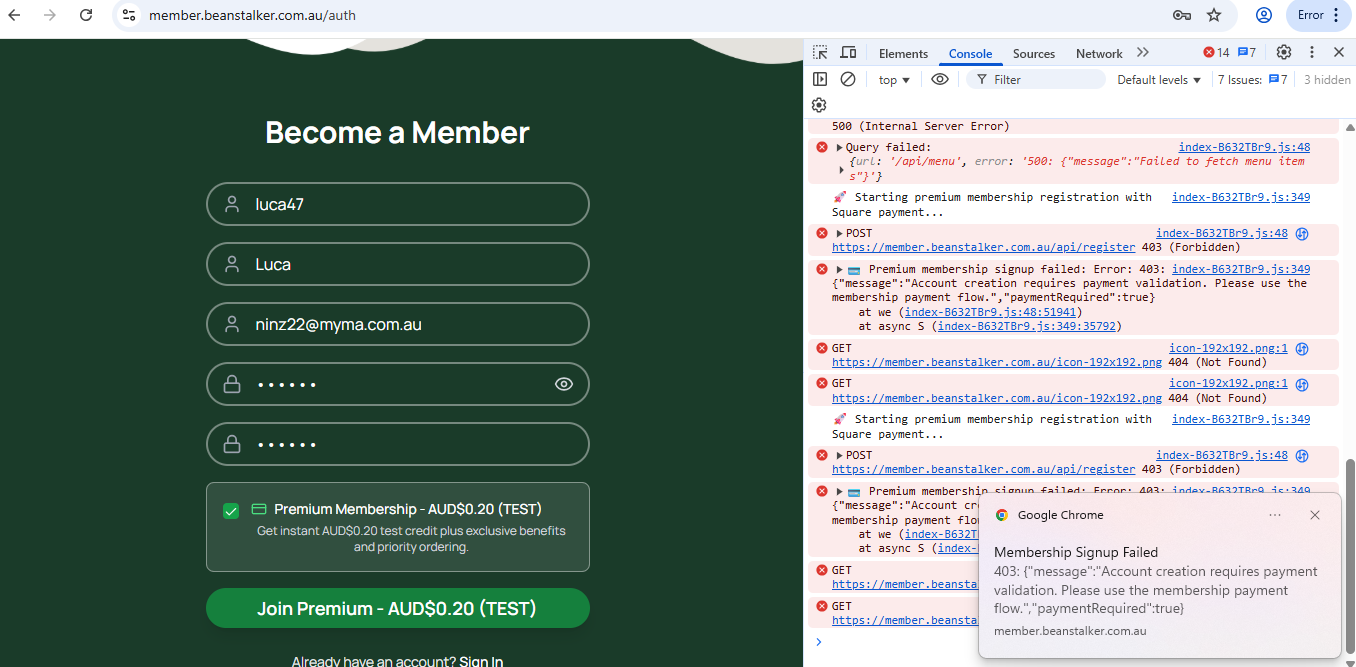 member.beanstalker.com.au/auth
Error
Become a Member
luca47
Luca
ninz22@myma.com.au
Premium Membership - AUD$0.20 (TEST)
Get instant AUD$0.20 test credit plus exclusive benefits
and priority ordering.
Join Premium - AUD$0.20 (TEST)
Already have an account? Sign In
Elements Console Sources Network 14 7
top Filter Default levels 7 Issues: 7 3 hidden
500 (Internal Server Error)
Query failed: index-B632TBr9.js:48
{url: '/api/menu', error: '500: {"message":"Failed to fetch menu item
s"}'}
🚀 Starting premium membership registration with index-B632TBr9.js:349
Square payment...
POST index-B632TBr9.js:48
https://member.beanstalker.com.au/api/register 403 (Forbidden)
💳 Premium membership signup failed: Error: 403: index-B632TBr9.js:349
{"message":"Account creation requires payment validation. Please use the
membership payment flow.","paymentRequired":true}
at we (index-B632TBr9.js:48:51941)
at async S (index-B632TBr9.js:349:35792)
GET icon-192x192.png:1
https://member.beanstalker.com.au/icon-192x192.png 404 (Not Found)
GET icon-192x192.png:1
https://member.beanstalker.com.au/icon-192x192.png 404 (Not Found)
🚀 Starting premium membership registration with index-B632TBr9.js:349
Square payment...
POST index-B632TBr9.js:48
https://member.beanstalker.com.au/api/register 403 (Forbidden)
💳 Premium membership signup failed: Error: 403: index-B632TBr9.js:349
{"message":"Account cr
membership payment flo
at we (index-B632T
at async S (index-
GET
https://member.beansta
GET
https://member.beansta
Google Chrome
Membership Signup Failed
403: {"message":"Account creation requires payment
validation. Please use the membership payment
flow.","paymentRequired":true}
member.beanstalker.com.au